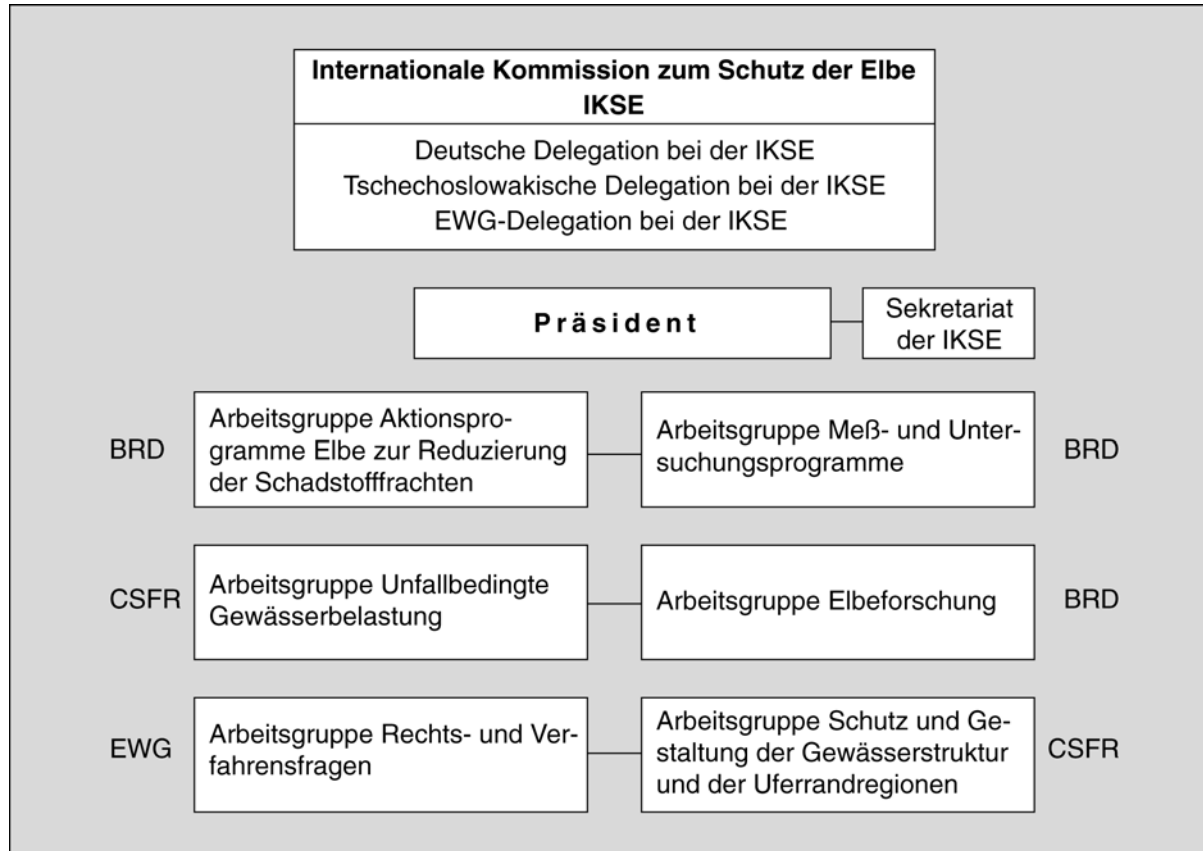 Internationale Kommission zum Schutz der Elbe
IKSE
Deutsche Delegation bei der IKSE
Tschechoslowakische Delegation bei der IKSE
EWG-Delegation bei der IKSE
Präsident
Sekretariat
der IKSE
BRD
Arbeitsgruppe Aktionspro-
gramme Elbe zur Reduzierung
der Schadstofffrachten
Arbeitsgruppe Meß- und Unter-
suchungsprogramme
BRD
CSFR
Arbeitsgruppe Unfallbedingte
Gewässerbelastung
Arbeitsgruppe Elbeforschung
BRD
EWG
Arbeitsgruppe Rechts- und Ver-
fahrensfragen
Arbeitsgruppe Schutz und Ge-
staltung der Gewässerstruktur
und der Uferrandregionen
CSFR